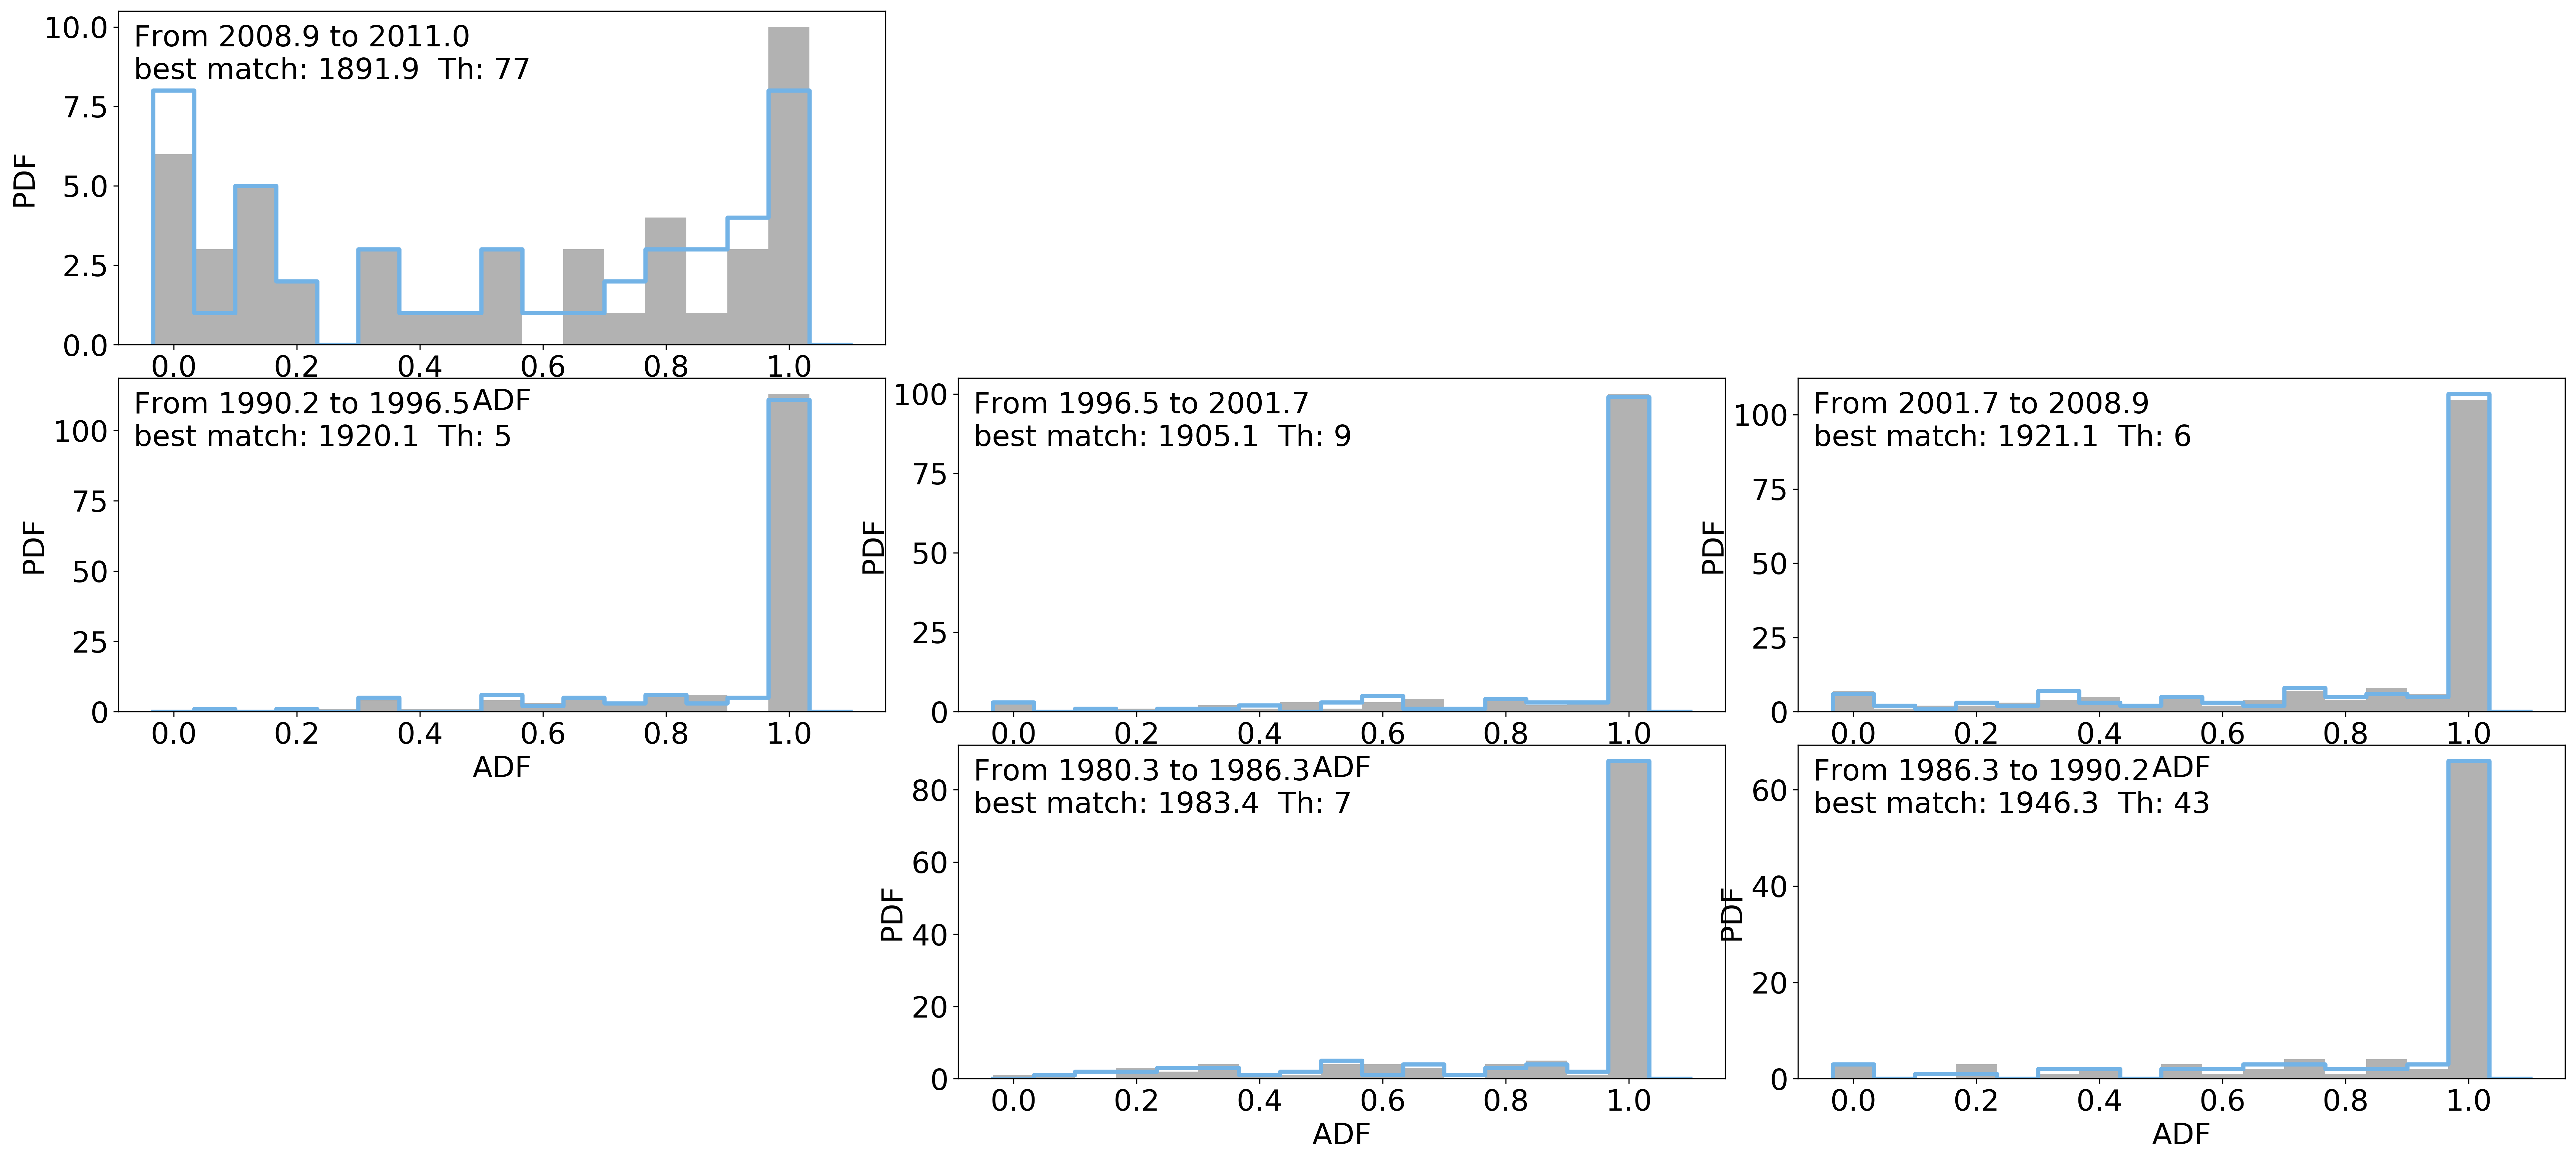 From 2008.9 to 2011.0
best match: 1891.9  Th: 77
10.0
7.5
5.0
2.5
0.0
PDF
0.0 0.2 0.4 0.6 0.8 1.0
ADF
From 1990.2 to 1996.5
best match: 1920.1  Th: 5
100
75
50
25
0
PDF
0.0 0.2 0.4 0.6 0.8 1.0
ADF
From 1996.5 to 2001.7
best match: 1905.1  Th: 9
100
75
50
25
0
PDF
0.0 0.2 0.4 0.6 0.8 1.0
ADF
From 2001.7 to 2008.9
best match: 1921.1  Th: 6
100
75
50
25
0
PDF
0.0 0.2 0.4 0.6 0.8 1.0
ADF
From 1980.3 to 1986.3
best match: 1983.4  Th: 7
80
60
40
20
0
PDF
0.0 0.2 0.4 0.6 0.8 1.0
ADF
From 1986.3 to 1990.2
best match: 1946.3  Th: 43
60
40
20
0
PDF
0.0 0.2 0.4 0.6 0.8 1.0
ADF